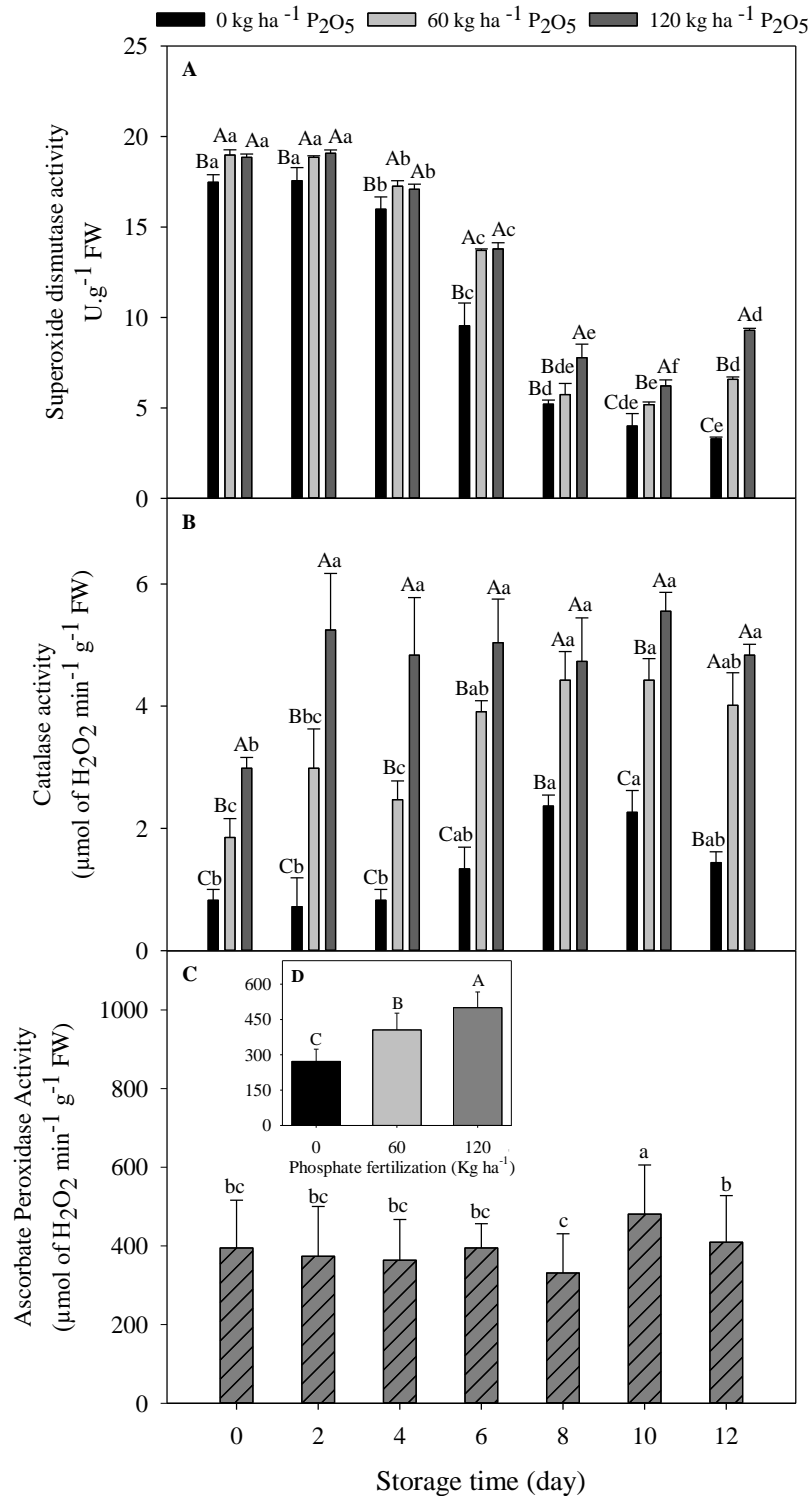 0 kg ha -1 P2O5 60 kg ha -1 P2O5 120 kg ha -1 P2O5
A
25
20
15
10
5
0
Superoxide dismutase activity
U.g-1 FW
Ba Aa Aa Ba Aa Aa Bb Ab Ab Bc Ac Ac Bd Bde Ae Cde Be Af Ce Bd Ad
B
6
4
2
0
Catalase activity
(µmol of H2O2 min-1 g-1 FW)
Cb Bc Ab Cb Bbc Aa Cb Bc Aa Cab Bab Aa Ba Aa Aa Ca Ba Aa Bab Aab Aa
C
1000
800
600
400
200
0
Ascorbate Peroxidase Activity
(µmol of H2O2 min-1 g-1 FW)
D
600
450
300
150
0
C B A
0 60 120
Phosphate fertilization (Kg ha-1)
bc bc bc bc c a b
0 2 4 6 8 10 12
Storage time (day)